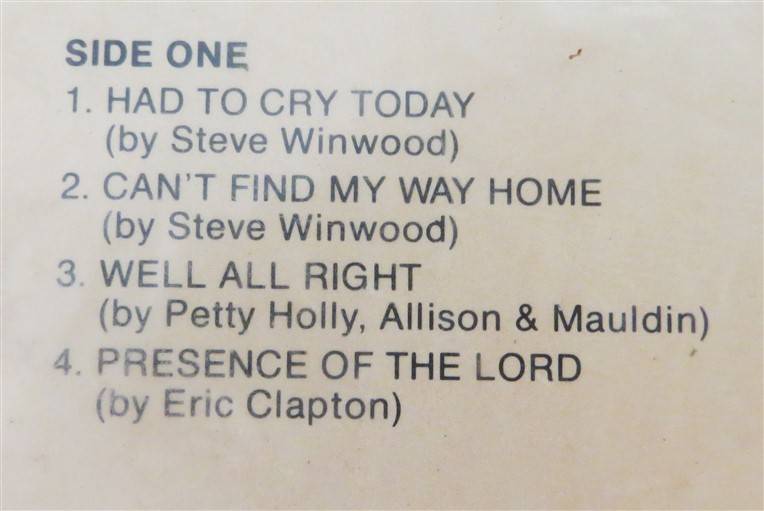 SIDE ONE
1. HAD TO CRY TODAY
(by Steve Winwood)
2. CAN'T FIND MY WAY HOME
(by Steve Winwood)
3. WELL ALL RIGHT
(by Petty Holly, Allison & Mauldin)
4. PRESENCE OF THE LORD
(by Eric Clapton)